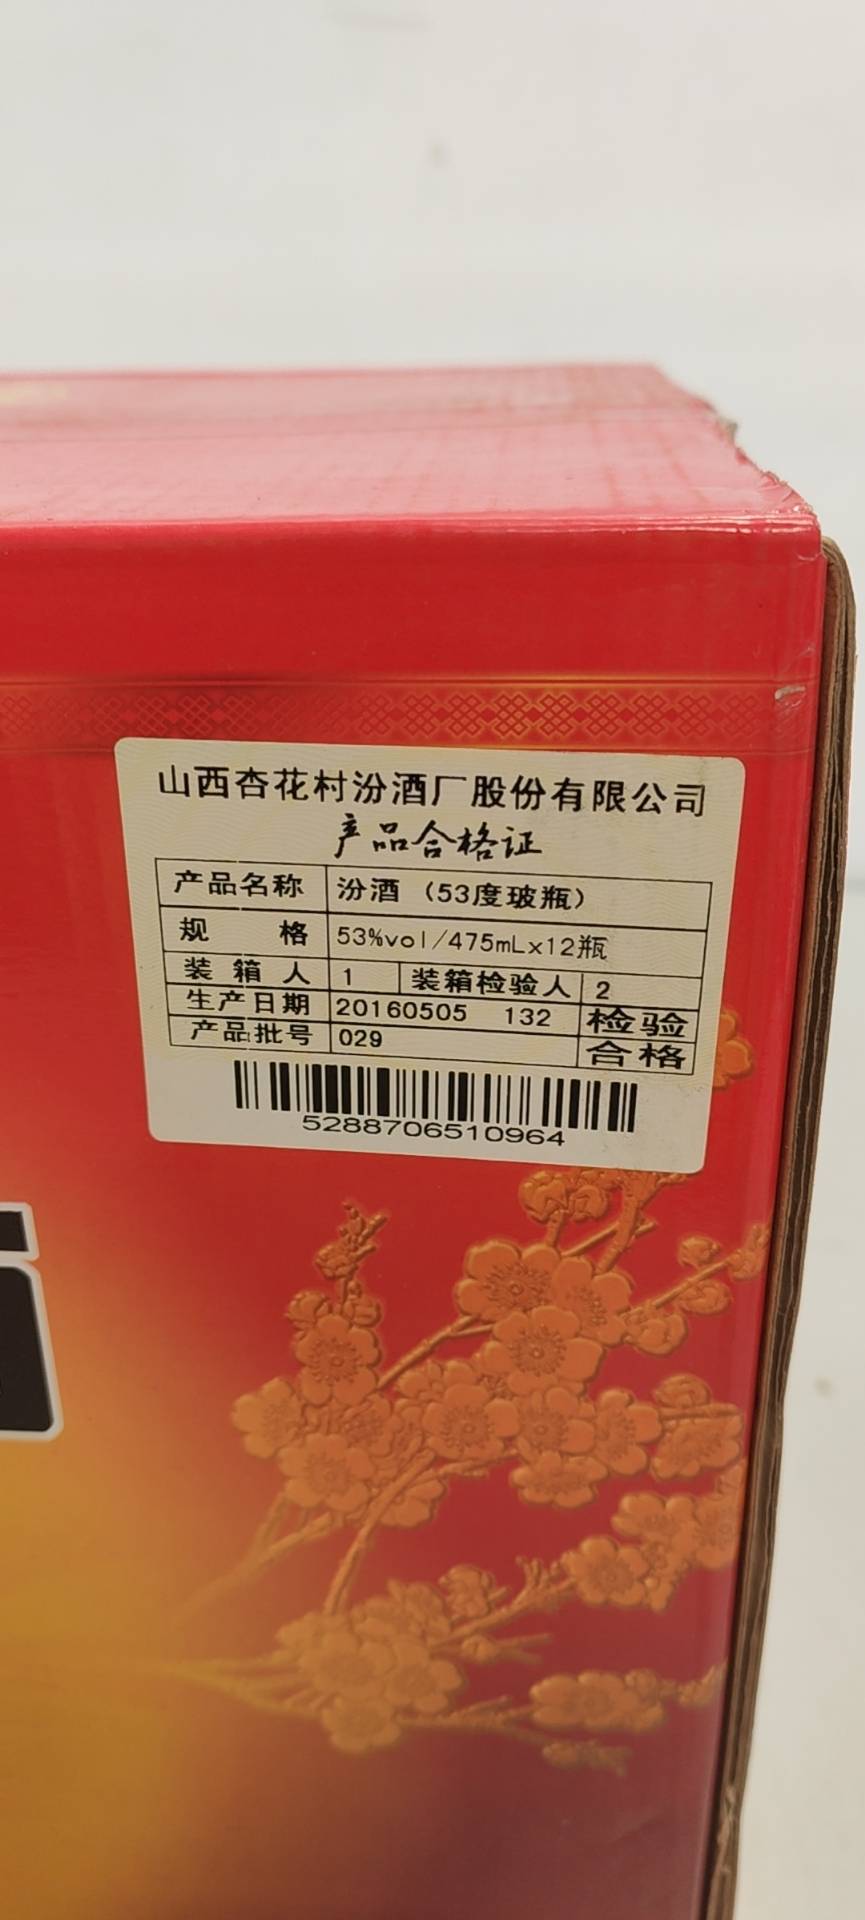 山西杏花村汾酒厂股份有限公司
产品合格证
产品名称 汾酒（53度玻瓶）
规 格 53%vol/475mLx12瓶
装 箱 人 1 装箱检验人 2
生产日期 20160505 132 检验
产品批号 029 合格
5288706510964